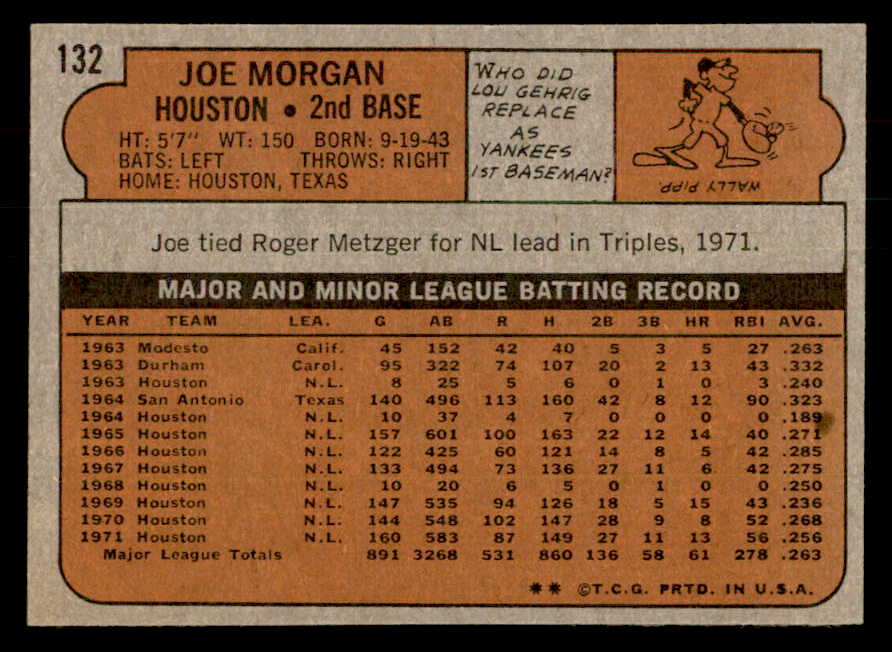 132
JOE MORGAN
HOUSTON • 2nd BASE
HT: 5'7" WT: 150 BORN: 9-19-43
BATS: LEFT THROWS: RIGHT
HOME: HOUSTON, TEXAS
WHO DID
LOU GEHRIG
REPLACE
AS
YANKEES
1ST BASEMAN?
WALLY PIPP.
Joe tied Roger Metzger for NL lead in Triples, 1971.
MAJOR AND MINOR LEAGUE BATTING RECORD
YEAR TEAM LEA. G AB R H 2B 3B HR RBI AVG.
1963 Modesto Calif. 45 152 42 40 5 3 5 27 .263
1963 Durham Carol. 95 322 74 107 20 2 13 43 .332
1963 Houston N.L. 8 25 5 6 0 1 0 3 .240
1964 San Antonio Texas 140 496 113 160 42 8 12 90 .323
1964 Houston N.L. 10 37 4 7 0 0 0 0 .189
1965 Houston N.L. 157 601 100 163 22 12 14 40 .271
1966 Houston N.L. 122 425 60 121 14 8 5 42 .285
1967 Houston N.L. 133 494 73 136 27 11 6 42 .275
1968 Houston N.L. 10 20 6 5 0 1 0 0 .250
1969 Houston N.L. 147 535 94 126 18 5 15 43 .236
1970 Houston N.L. 144 548 102 147 28 9 8 52 .268
1971 Houston N.L. 160 583 87 149 27 11 13 56 .256
Major League Totals 891 3268 531 860 136 58 61 278 .263
** ©T.C.G. PRTD. IN U.S.A.